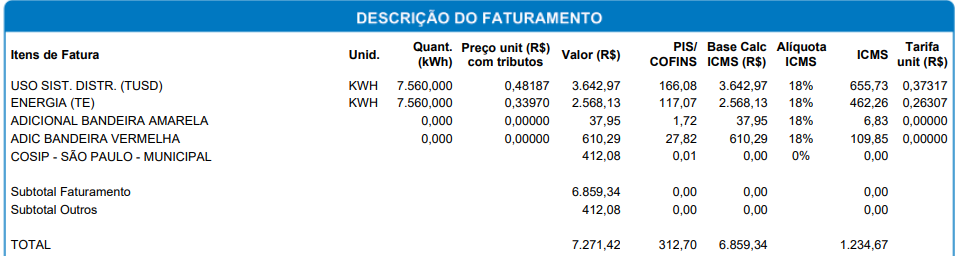 DESCRIÇÃO DO FATURAMENTO
Itens de Fatura Unid. Quant. (kWh) Preço unit (R$) com tributos Valor (R$) PIS/ COFINS Base Calc ICMS (R$) Alíquota ICMS ICMS Tarifa unit (R$)
USO SIST. DISTR. (TUSD) KWH 7.560,000 0,48187 3.642,97 166,08 3.642,97 18% 655,73 0,37317
ENERGIA (TE) KWH 7.560,000 0,33970 2.568,13 117,07 2.568,13 18% 462,26 0,26307
ADICIONAL BANDEIRA AMARELA 0,000 0,00000 37,95 1,72 37,95 18% 6,83 0,00000
ADIC BANDEIRA VERMELHA 0,000 0,00000 610,29 27,82 610,29 18% 109,85 0,00000
COSIP - SÃO PAULO - MUNICIPAL 412,08 0,01 0,00 0% 0,00
Subtotal Faturamento 6.859,34 0,00 0,00 0,00
Subtotal Outros 412,08 0,00 0,00 0,00
TOTAL 7.271,42 312,70 6.859,34 1.234,67